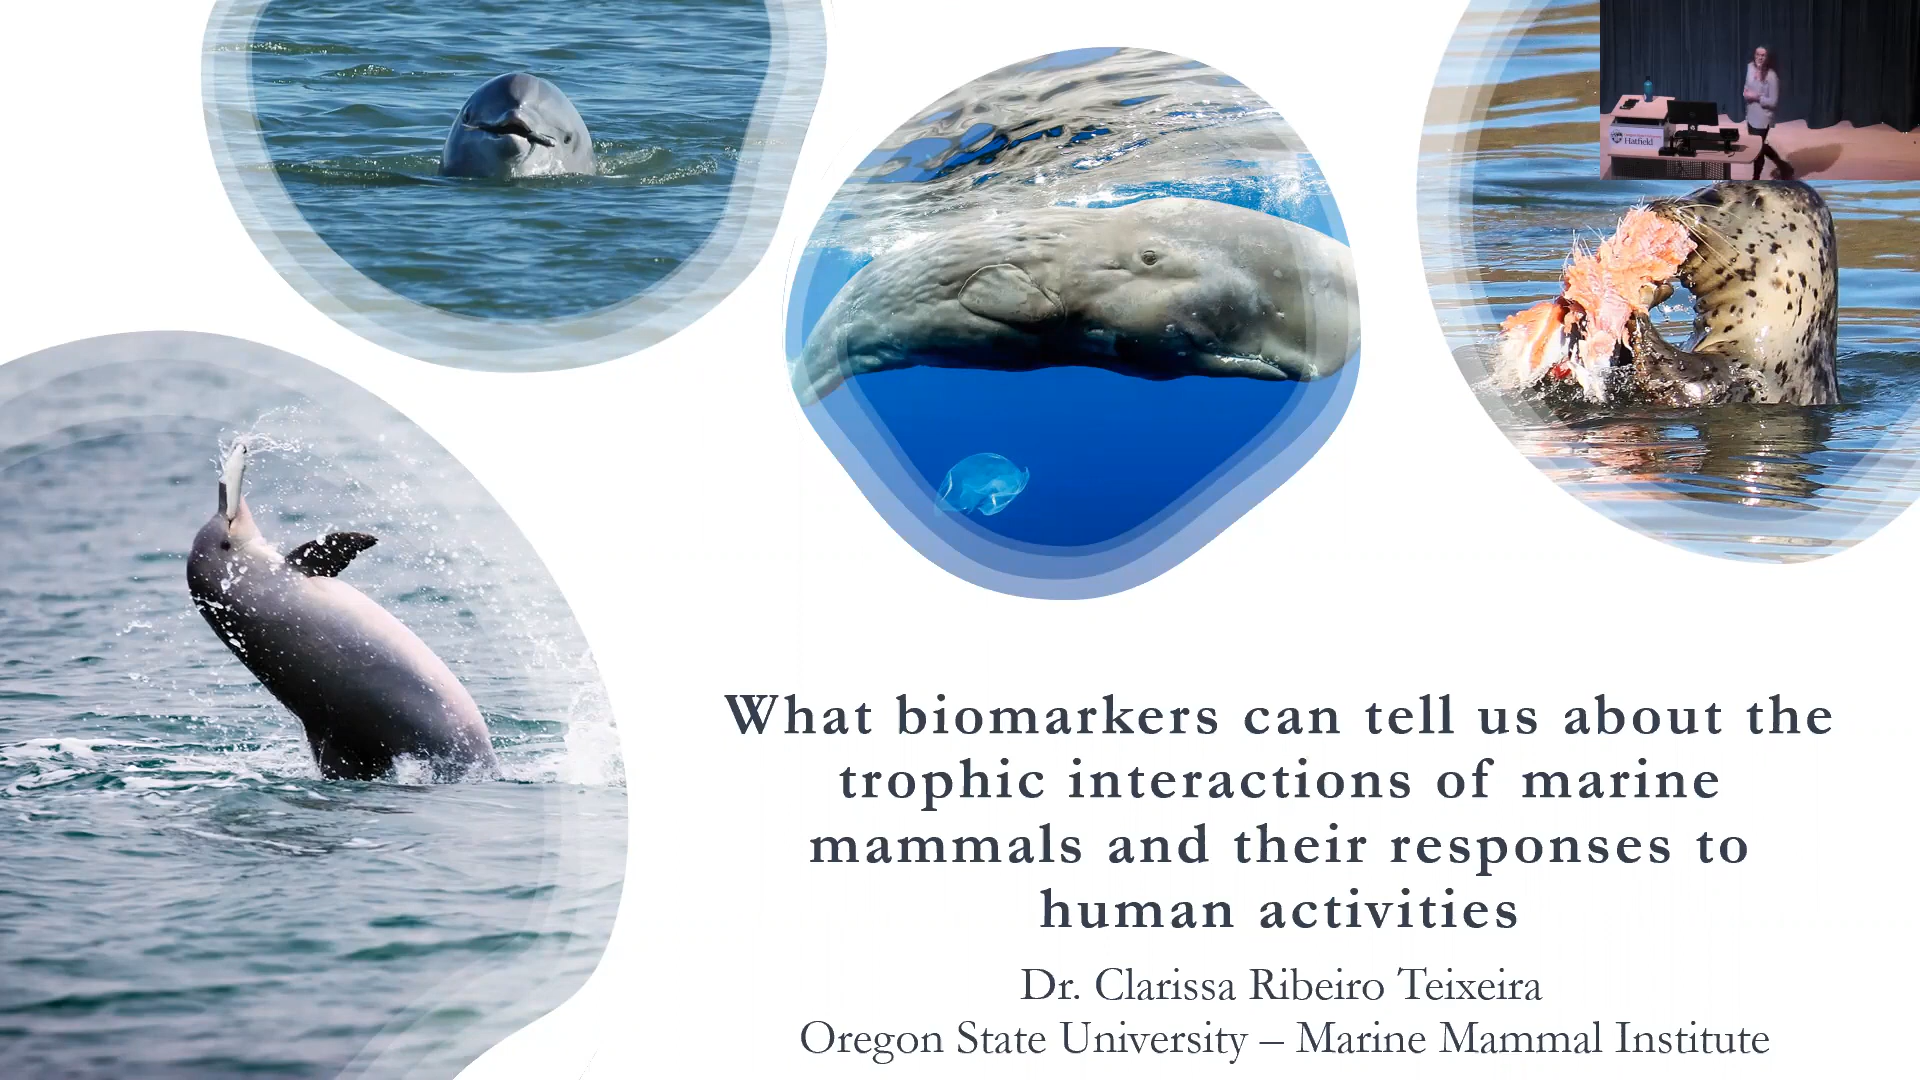 Hatfield
What biomarkers can tell us about the
trophic interactions of marine
mammals and their responses to
human activities
Dr. Clarissa Ribeiro Teixeira
Oregon State University – Marine Mammal Institute